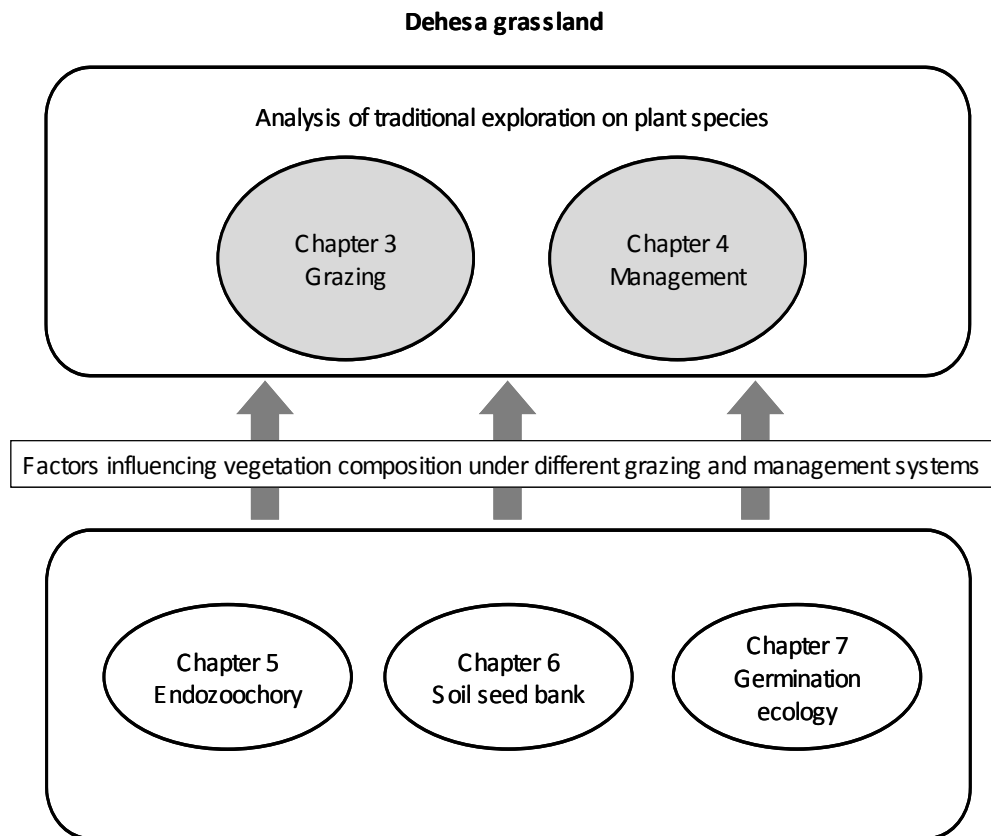 Dehesa grassland
Analysis of traditional exploration on plant species
Chapter 3
Grazing
Chapter 4
Management
Factors influencing vegetation composition under different grazing and management systems
Chapter 5
Endozoochory
Chapter 6
Soil seed bank
Chapter 7
Germination
ecology